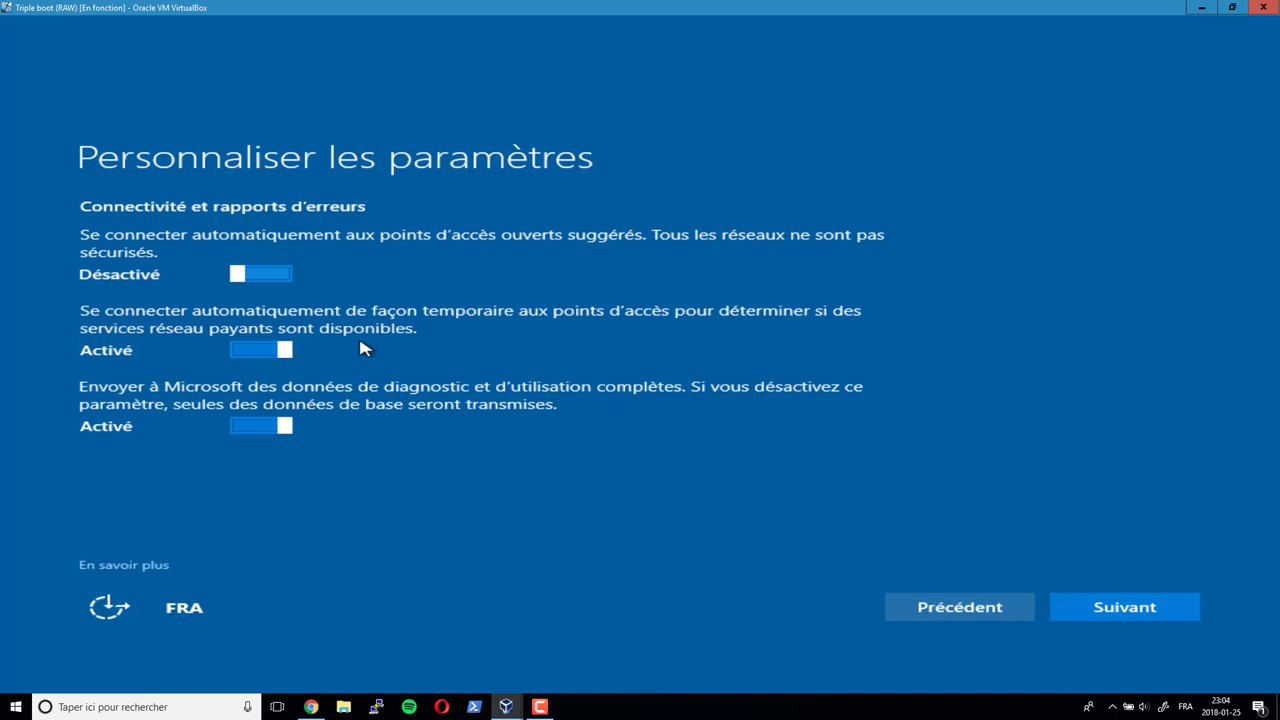 Triple boot (RAW) [En fonction] - Oracle VM VirtualBox
Personnaliser les paramètres
Connectivité et rapports d'erreurs
Se connecter automatiquement aux points d'accès ouverts suggérés. Tous les réseaux ne sont pas
sécurisés.
Désactivé
Se connecter automatiquement de façon temporaire aux points d'accès pour déterminer si des
services réseau payants sont disponibles.
Activé
Envoyer à Microsoft des données de diagnostic et d'utilisation complètes. Si vous désactivez ce
paramètre, seules des données de base seront transmises.
Activé
En savoir plus
FRA
Précédent
Suivant
Taper ici pour rechercher
FRA
23:04
2018-01-25
1